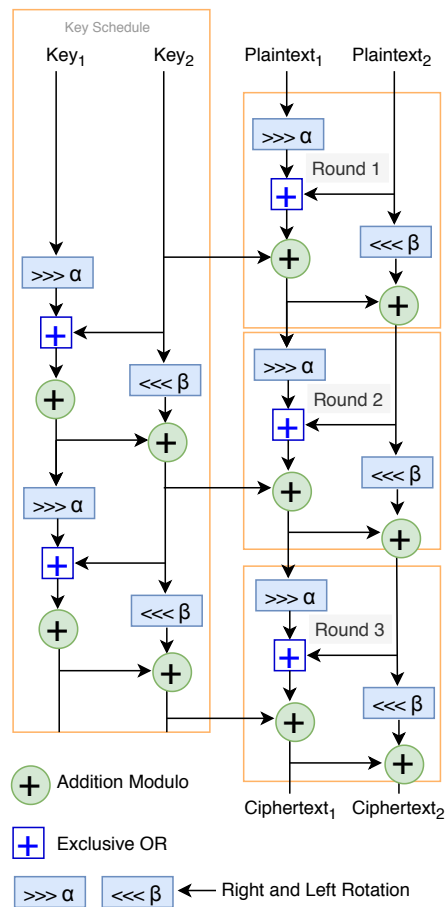 Key Schedule
Key₁ Key₂ Plaintext₁ Plaintext₂
>>> α
Round 1
<<< β
>>> α
>>> α
<<< β
Round 2
<<< β
>>> α
>>> α
<<< β
Round 3
<<< β
Addition Modulo
Ciphertext₁ Ciphertext₂
Exclusive OR
>>> α <<< β Right and Left Rotation